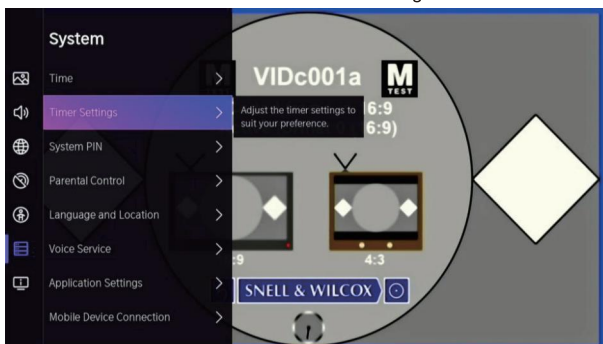 System
Time
Timer Settings
System PIN
Parental Control
Language and Location
Voice Service
Application Settings
Mobile Device Connection
Adjust the timer settings to
suit your preference.
VIDc001a
M
TEST
6:9
6:9)
:9
4:3
SNELL & WILCOX